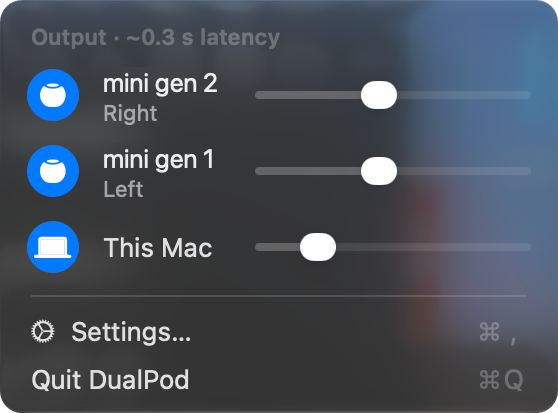 Output · ~0.3 s latency
mini gen 2
Right
mini gen 1
Left
This Mac
Settings... ⌘ ,
Quit DualPod ⌘Q